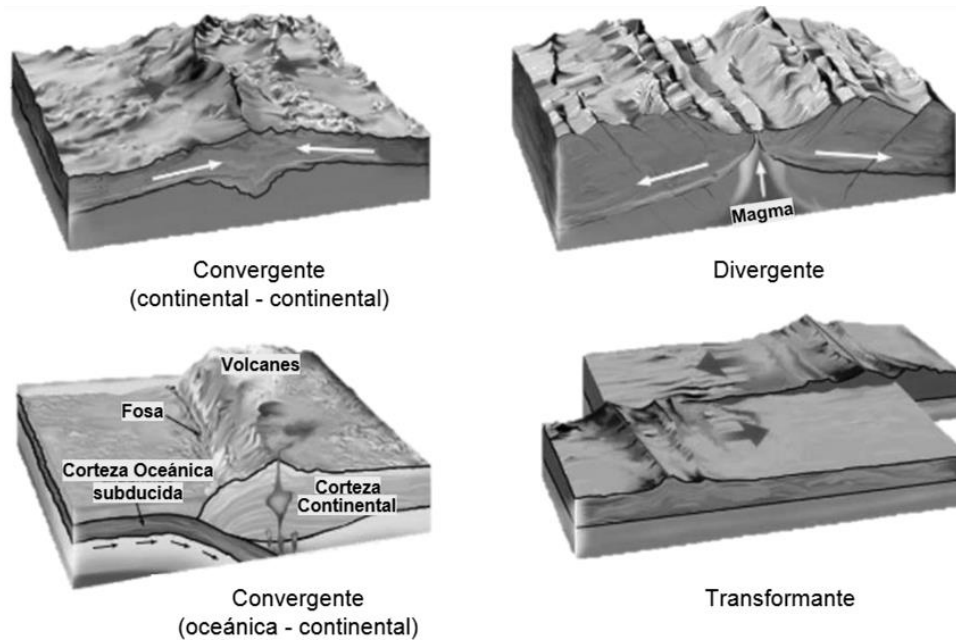 Magma
Convergente
(continental - continental)
Divergente
Volcanes
Fosa
Corteza Oceánica
subducida
Corteza
Continental
Convergente
(oceánica - continental)
Transformante